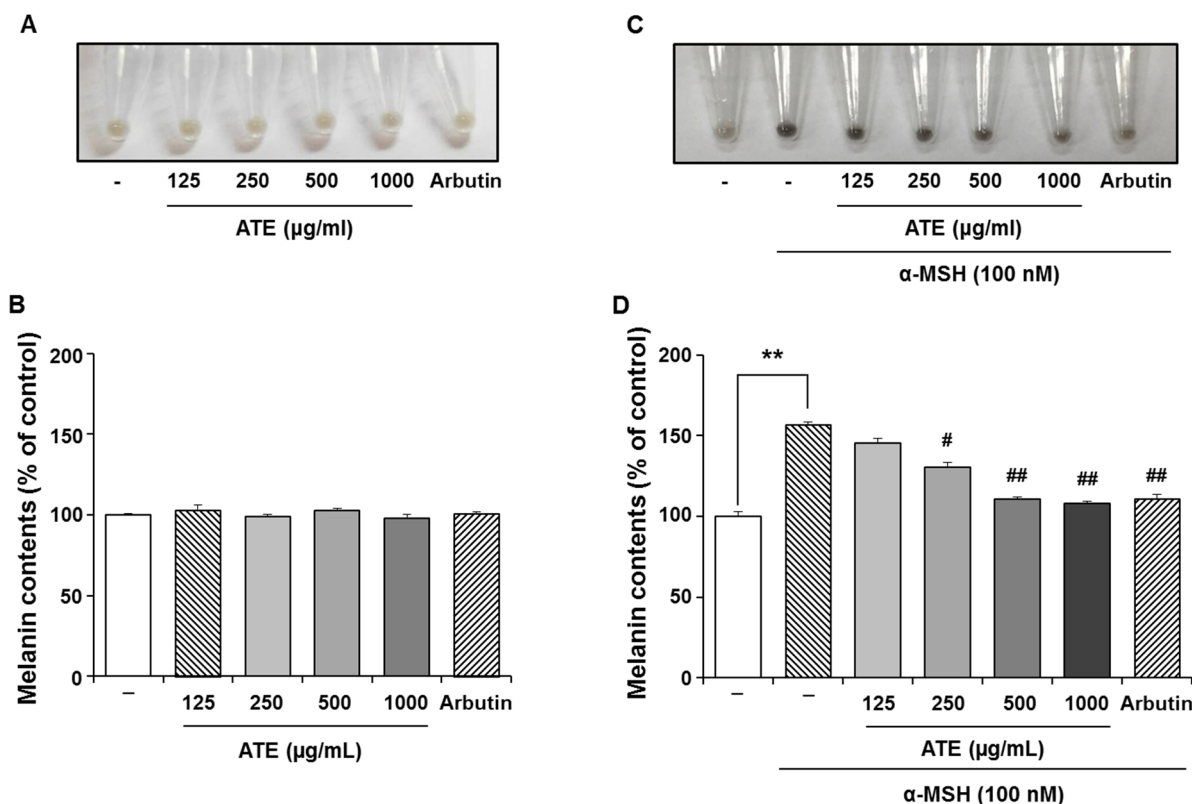 A
- 125 250 500 1000 Arbutin
ATE (µg/ml)
C
- - 125 250 500 1000 Arbutin
ATE (µg/ml)
α-MSH (100 nM)
B
Melanin contents (% of control)
200
150
100
50
0
– 125 250 500 1000 Arbutin
ATE (µg/mL)
D
Melanin contents (% of control)
200
150
100
50
0
**
# ## ## ##
– – 125 250 500 1000 Arbutin
ATE (µg/mL)
α-MSH (100 nM)